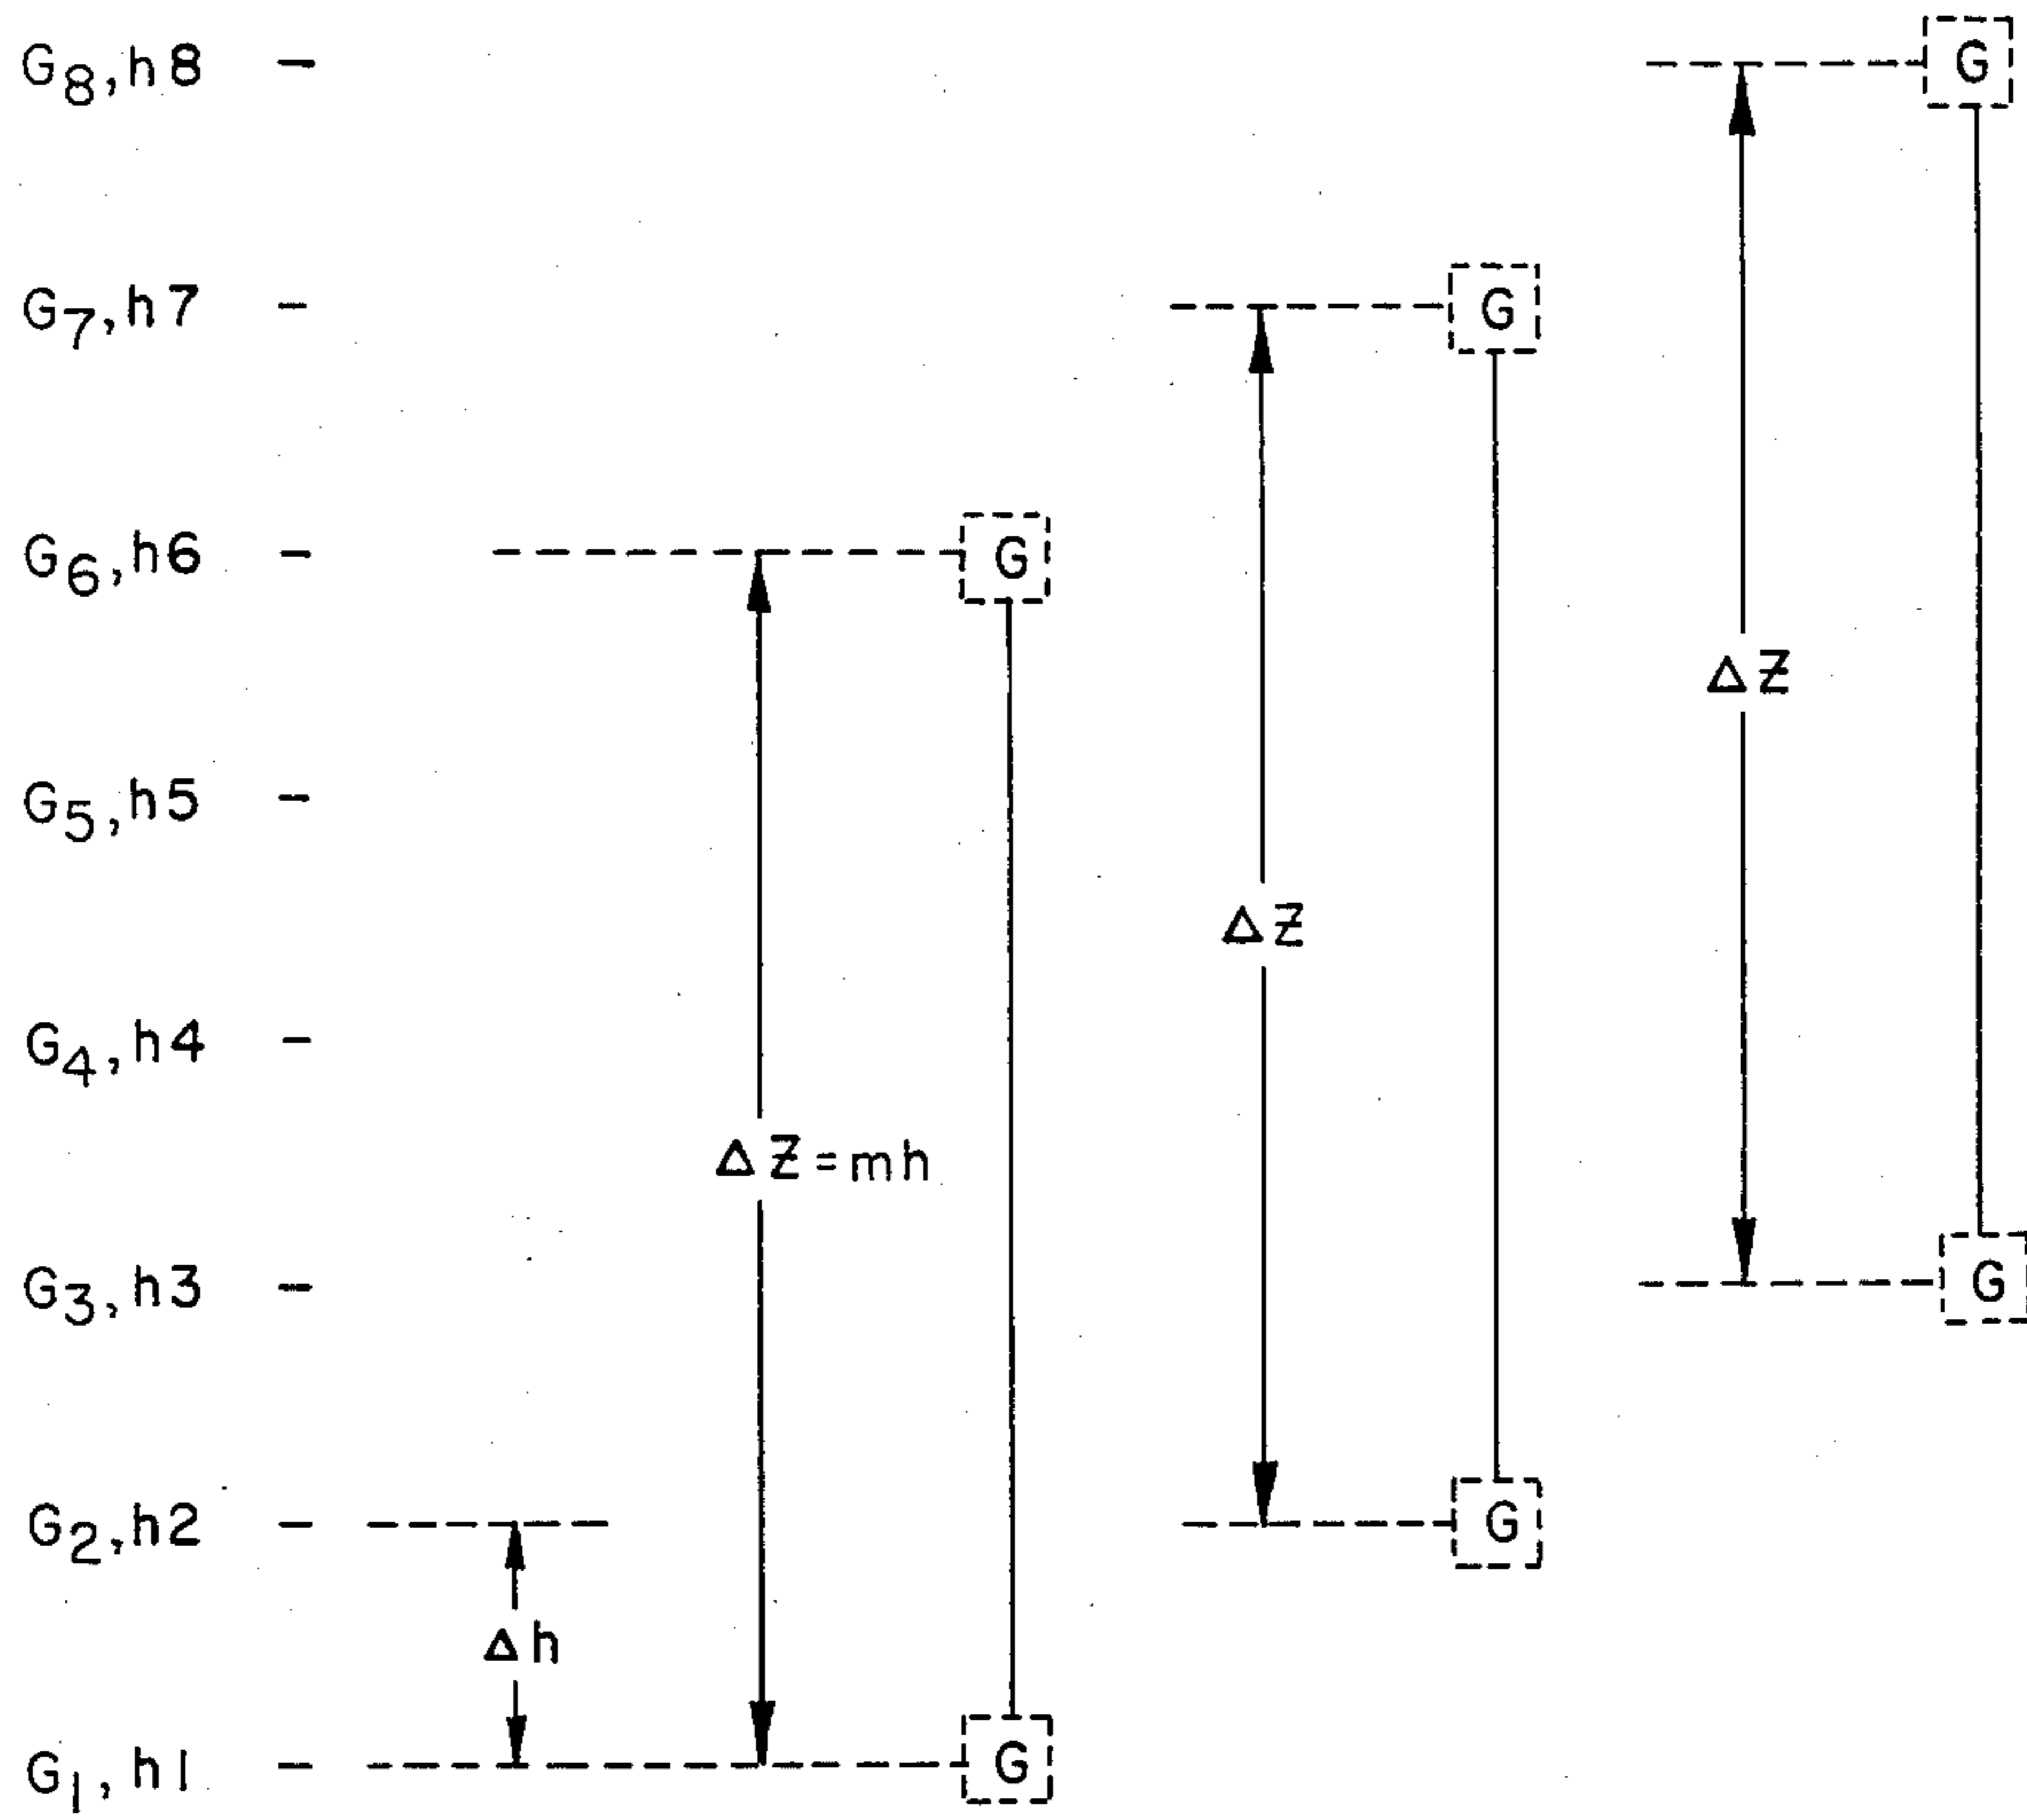 G8,h8 – G
G7,h7 – G
G6,h6 – G
ΔZ
G5,h5 –
ΔZ
G4,h4 –
ΔZ=mh
G3,h3 – G
G2,h2 – G
Δh
G1,h1 – G